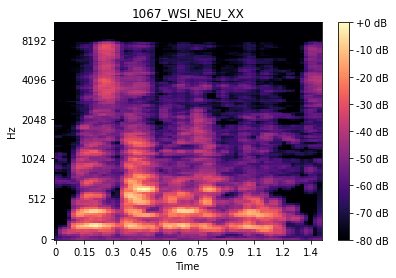 1067_WSI_NEU_XX
8192
4096
2048
1024
512
0
Hz
0 0.15 0.3 0.45 0.6 0.75 0.9 1 1.2 1.4
Time
+0 dB
-10 dB
-20 dB
-30 dB
-40 dB
-50 dB
-60 dB
-70 dB
-80 dB